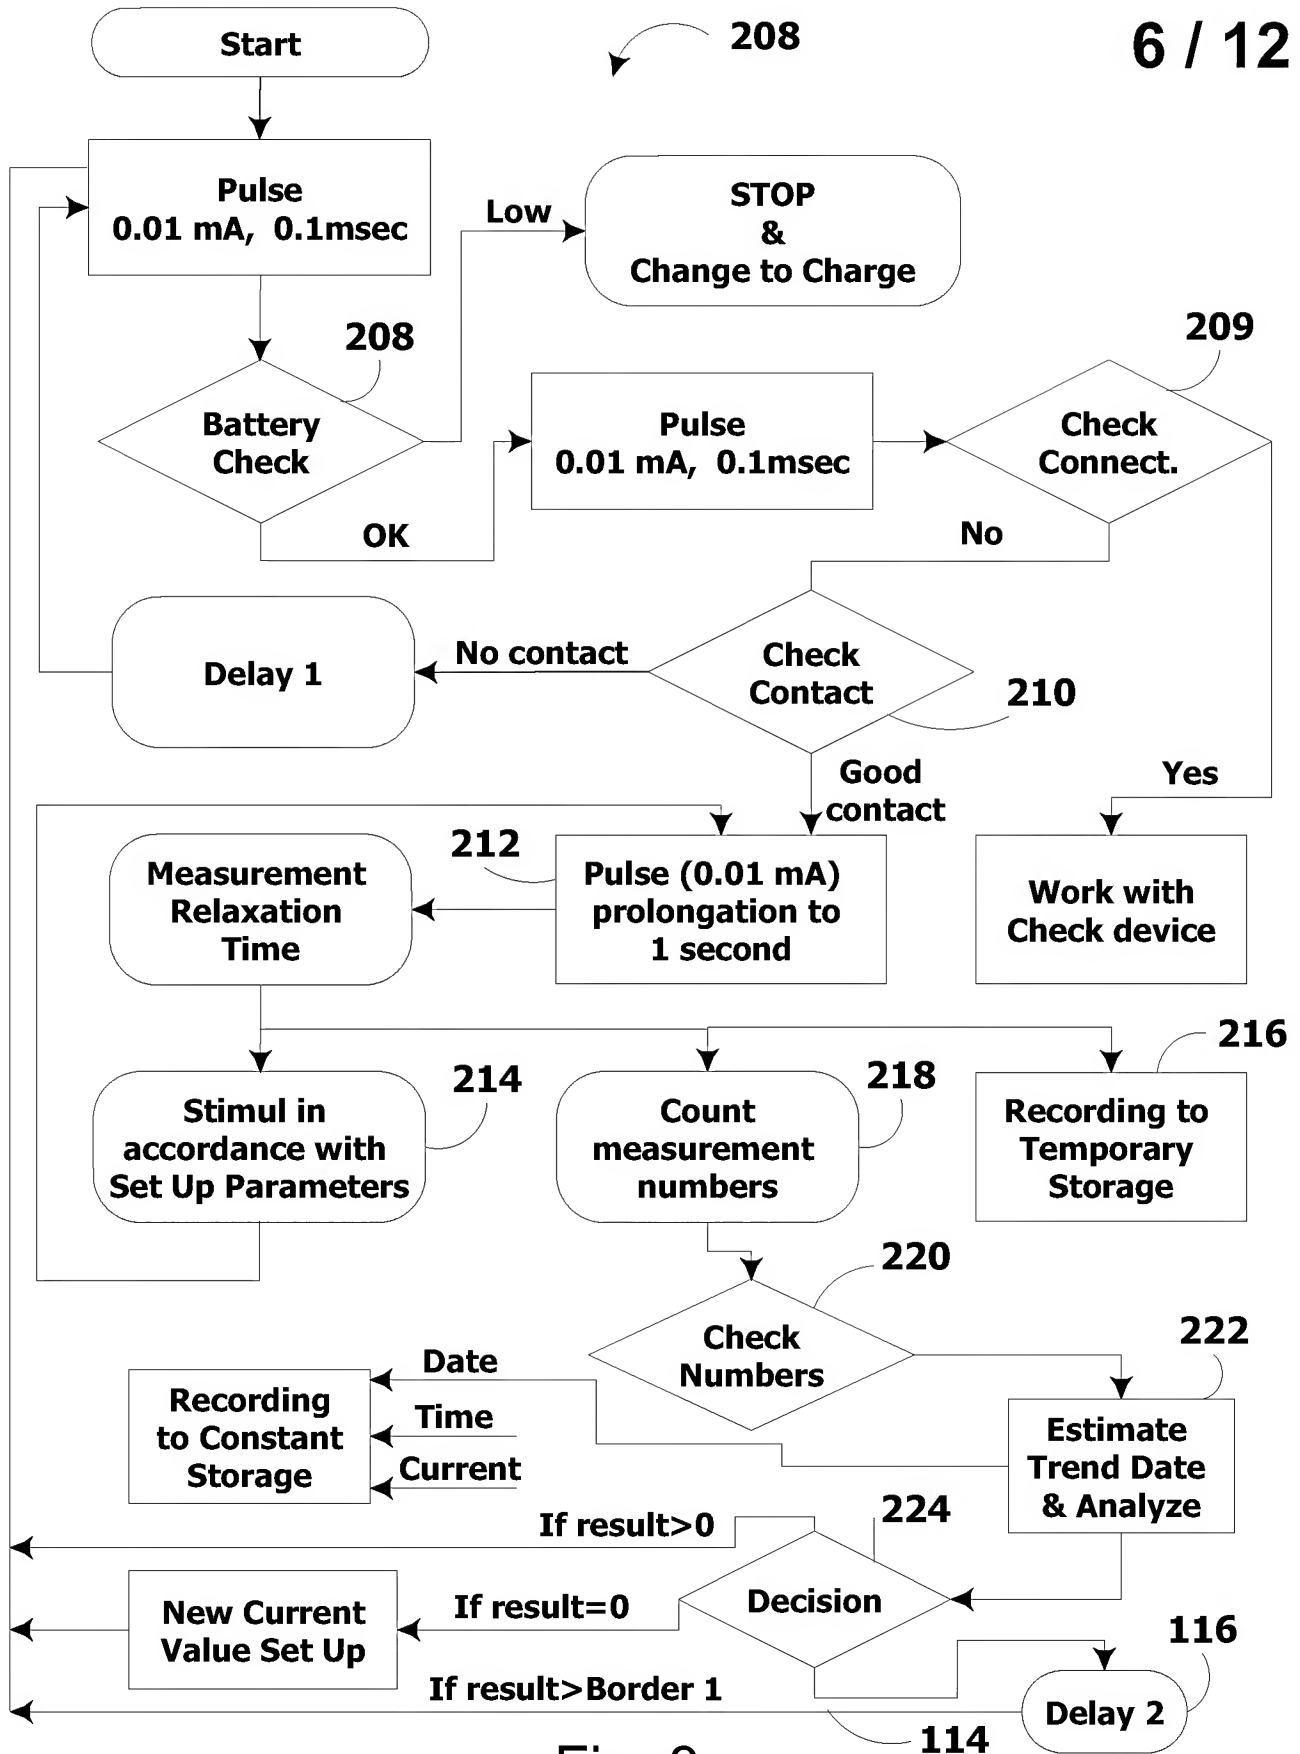 Start
208
6 / 12
Pulse
0.01 mA, 0.1msec
Low
STOP
&
Change to Charge
208
209
Battery
Check
Pulse
0.01 mA, 0.1msec
Check
Connect.
OK
No
Delay 1
No contact
Check
Contact
210
Good
contact
Yes
212
Measurement
Relaxation
Time
Pulse (0.01 mA)
prolongation to
1 second
Work with
Check device
216
214
218
Stimul in
accordance with
Set Up Parameters
Count
measurement
numbers
Recording to
Temporary
Storage
220
222
Check
Numbers
Date
Time
Current
Recording
to Constant
Storage
Estimate
Trend Date
& Analyze
224
If result>0
Decision
If result=0
New Current
Value Set Up
116
If result>Border 1
Delay 2
114